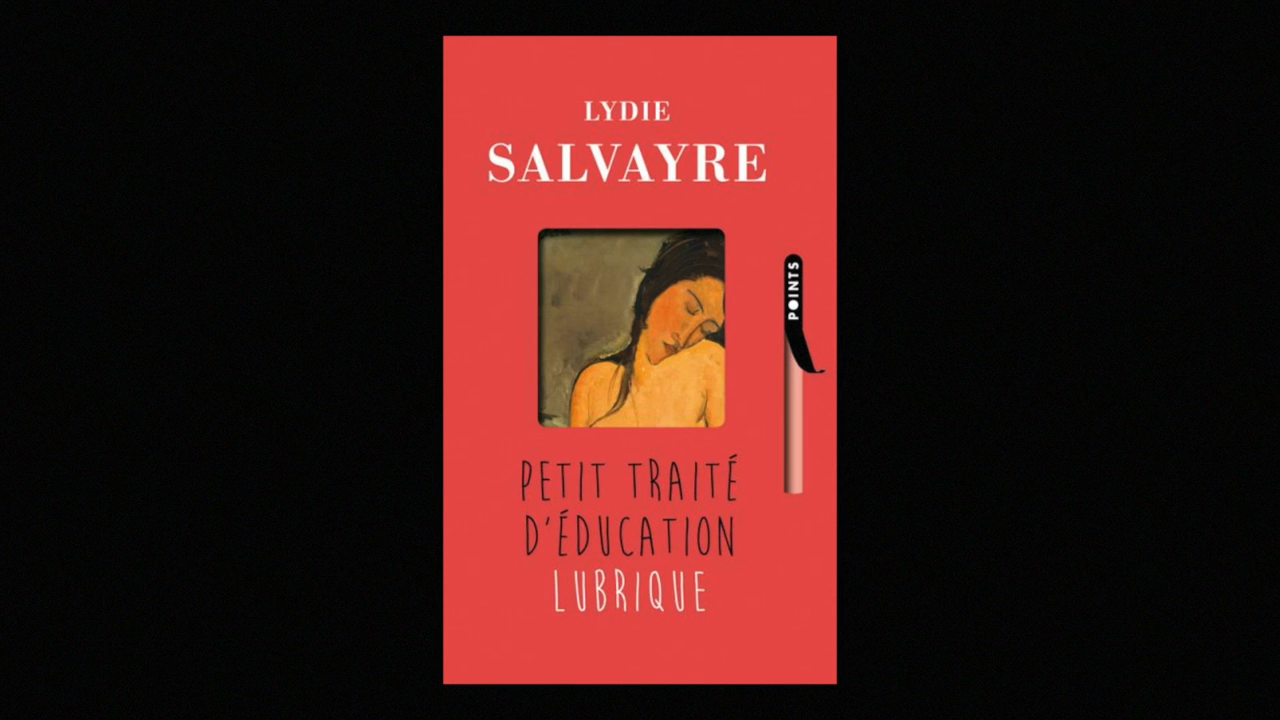 LYDIE
SALVAYRE
POINTS
PETIT TRAITÉ
D'ÉDUCATION
LUBRIQUE